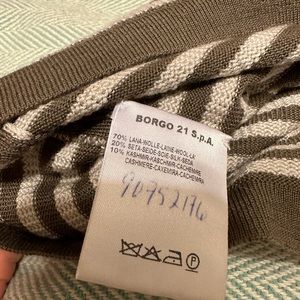 BORGO 21 S.p.A.
70% LANA-WOLLE-LAINE-WOOL-LA
20% SETA-SEIDE-SOIE-SILK-SEDA
10% KASHMIR-KASCHMIR-CACHEMIRE
CASHMERE-CAXEMIRA-CACHEMIRA
90752174
P